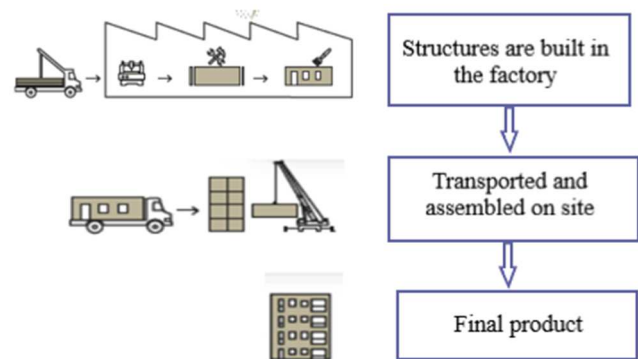 Structures are built in
the factory
Transported and
assembled on site
Final product